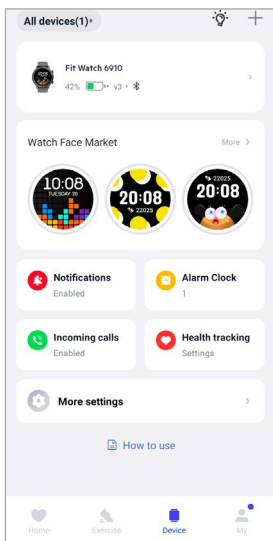 All devices(1)
Fit Watch 6910
42% v3
Watch Face Market
More >
10:08
TUESDAY 20
20:08
22025
22025
20:08
Notifications
Enabled
Alarm Clock
1
Incoming calls
Enabled
Health tracking
Settings
More settings
How to use
Home
Exercise
Device
My